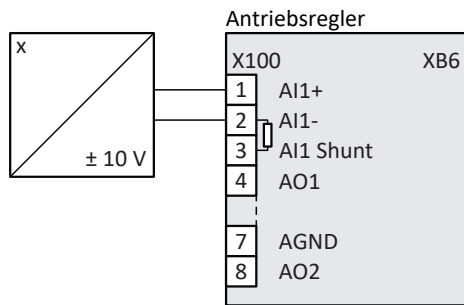 Antriebsregler
x
± 10 V
X100 XB6
1 AI1+
2 AI1-
3 AI1 Shunt
4 AO1
7 AGND
8 AO2